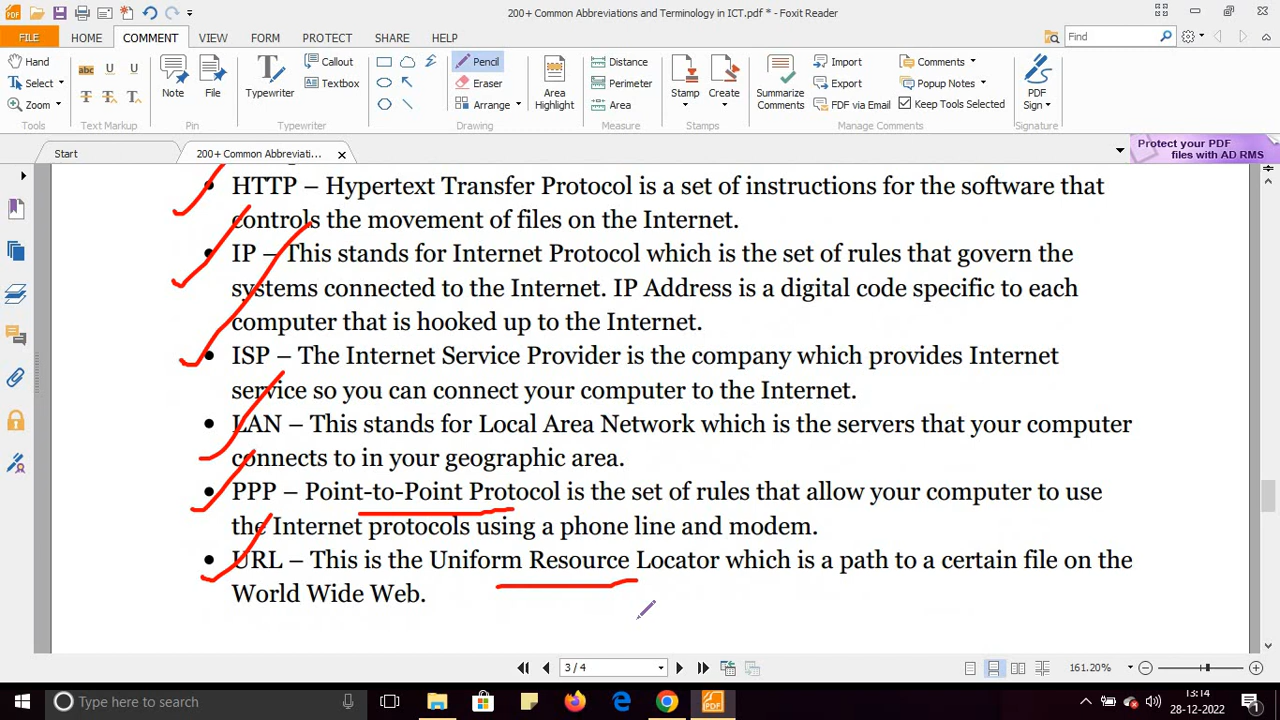 200+ Common Abbreviations and Terminology in ICT.pdf * - Foxit Reader
FILE HOME COMMENT VIEW FORM PROTECT SHARE HELP Find
Hand Select Zoom Tools
abc U U T T T Text Markup
Note File Pin
Typewriter Callout Textbox Typewriter
Pencil Eraser Arrange Drawing
Area Highlight
Distance Perimeter Area Measure
Stamp Create Stamps
Summarize Comments Import Export FDF via Email Comments Popup Notes Keep Tools Selected Manage Comments
PDF Sign Signature
Start 200+ Common Abbreviati...
Protect your PDF
files with AD RMS
• HTTP – Hypertext Transfer Protocol is a set of instructions for the software that
controls the movement of files on the Internet.
• IP – This stands for Internet Protocol which is the set of rules that govern the
systems connected to the Internet. IP Address is a digital code specific to each
computer that is hooked up to the Internet.
• ISP – The Internet Service Provider is the company which provides Internet
service so you can connect your computer to the Internet.
• LAN – This stands for Local Area Network which is the servers that your computer
connects to in your geographic area.
• PPP – Point-to-Point Protocol is the set of rules that allow your computer to use
the Internet protocols using a phone line and modem.
• URL – This is the Uniform Resource Locator which is a path to a certain file on the
World Wide Web.
3 / 4 161.20%
Type here to search
13:14
28-12-2022